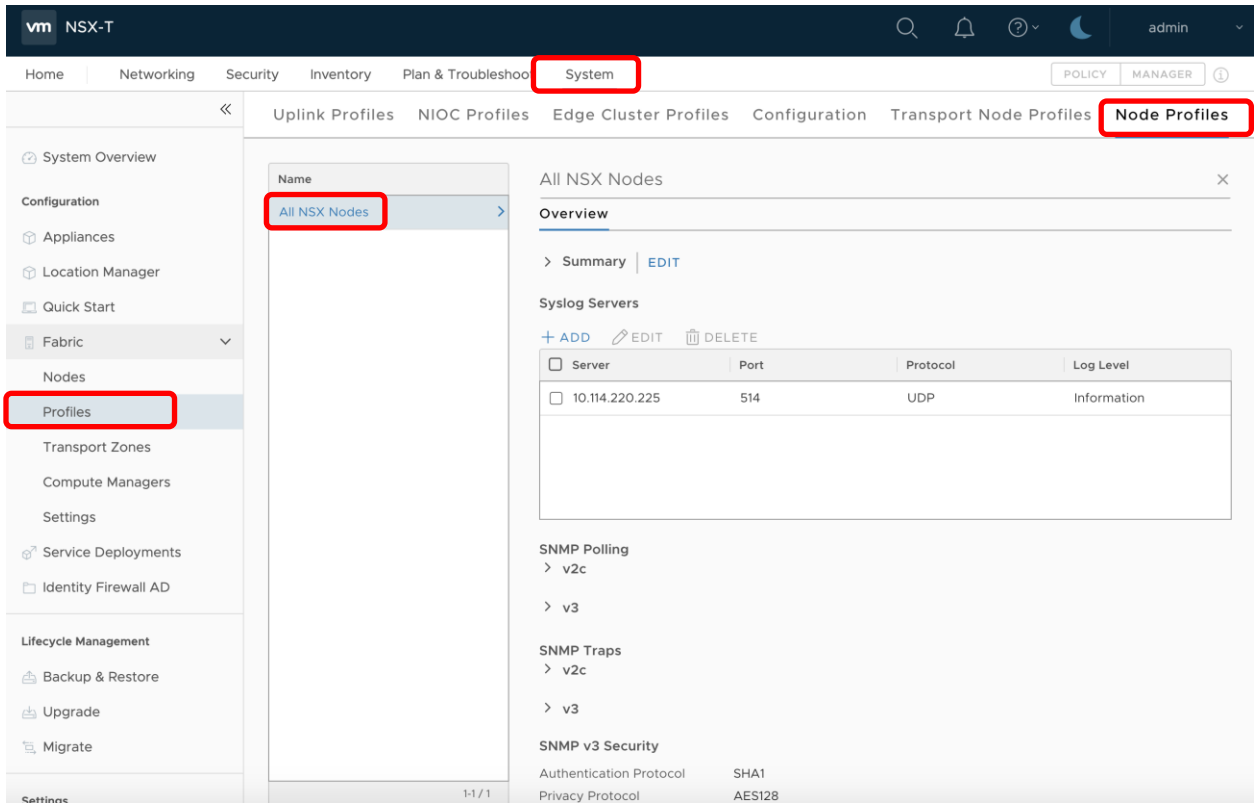 vm NSX-T
admin
Home Networking Security Inventory Plan & Troubleshoot System
POLICY MANAGER
Uplink Profiles NIOC Profiles Edge Cluster Profiles Configuration Transport Node Profiles Node Profiles
System Overview
Configuration
Appliances
Location Manager
Quick Start
Fabric
Nodes
Profiles
Transport Zones
Compute Managers
Settings
Service Deployments
Identity Firewall AD
Lifecycle Management
Backup & Restore
Upgrade
Migrate
Settings
Name
All NSX Nodes
1-1 / 1
All NSX Nodes
Overview
Summary EDIT
Syslog Servers
+ ADD EDIT DELETE
Server Port Protocol Log Level
10.114.220.225 514 UDP Information
SNMP Polling
v2c
v3
SNMP Traps
v2c
v3
SNMP v3 Security
Authentication Protocol SHA1
Privacy Protocol AES128